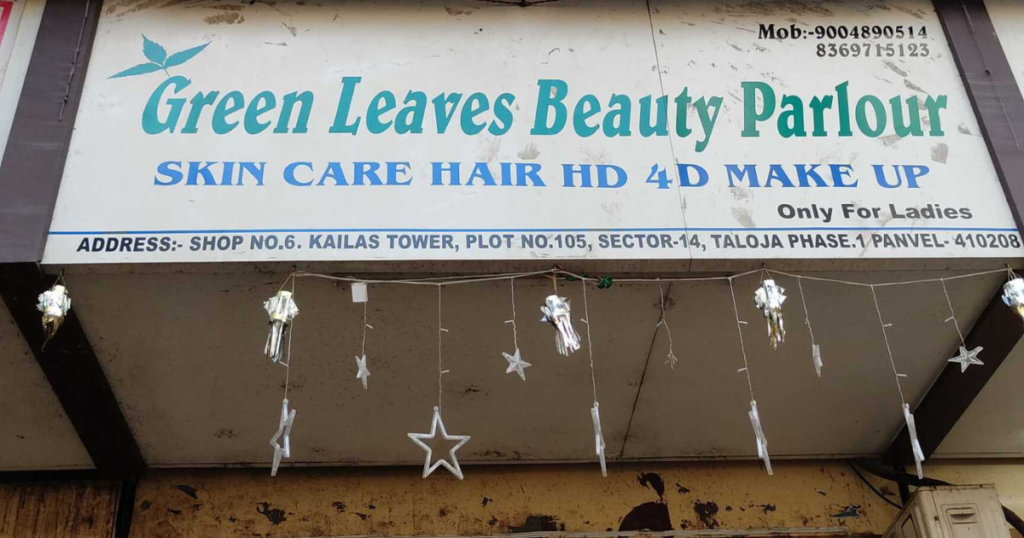 Mob:-9004890514
8369715123
Green Leaves Beauty Parlour
SKIN CARE HAIR HD 4D MAKE UP
Only For Ladies
ADDRESS:- SHOP NO.6. KAILAS TOWER, PLOT NO.105, SECTOR-14, TALOJA PHASE.1 PANVEL- 410208